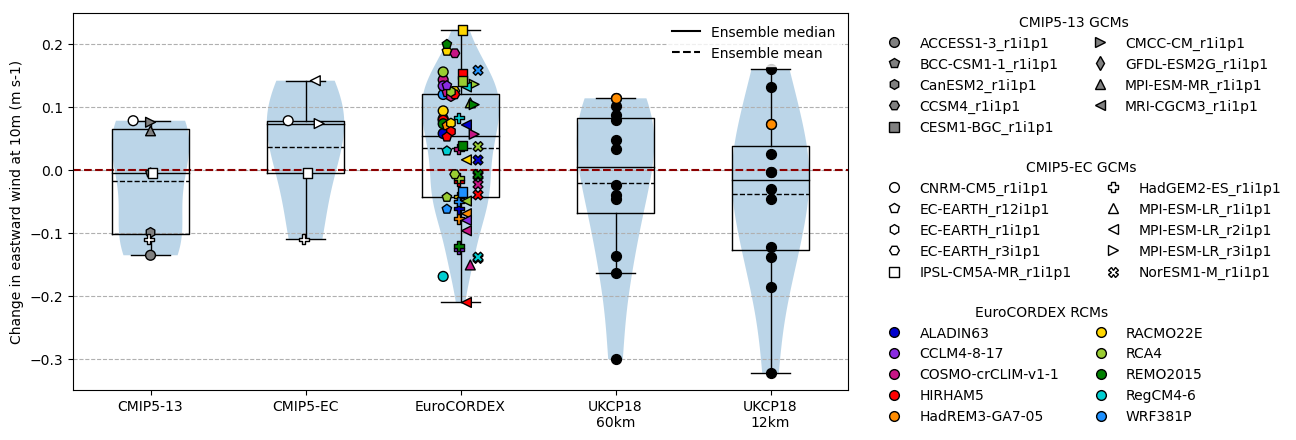 Change in eastward wind at 10m (m s-1)
0.2
0.1
0.0
−0.1
−0.2
−0.3
Ensemble median
Ensemble mean
CMIP5-13
CMIP5-EC
EuroCORDEX
UKCP18
60km
UKCP18
12km
CMIP5-13 GCMs
ACCESS1-3_r1i1p1
BCC-CSM1-1_r1i1p1
CanESM2_r1i1p1
CCSM4_r1i1p1
CESM1-BGC_r1i1p1
CMCC-CM_r1i1p1
GFDL-ESM2G_r1i1p1
MPI-ESM-MR_r1i1p1
MRI-CGCM3_r1i1p1
CMIP5-EC GCMs
CNRM-CM5_r1i1p1
EC-EARTH_r12i1p1
EC-EARTH_r1i1p1
EC-EARTH_r3i1p1
IPSL-CM5A-MR_r1i1p1
HadGEM2-ES_r1i1p1
MPI-ESM-LR_r1i1p1
MPI-ESM-LR_r2i1p1
MPI-ESM-LR_r3i1p1
NorESM1-M_r1i1p1
EuroCORDEX RCMs
ALADIN63
CCLM4-8-17
COSMO-crCLIM-v1-1
HIRHAM5
HadREM3-GA7-05
RACMO22E
RCA4
REMO2015
RegCM4-6
WRF381P